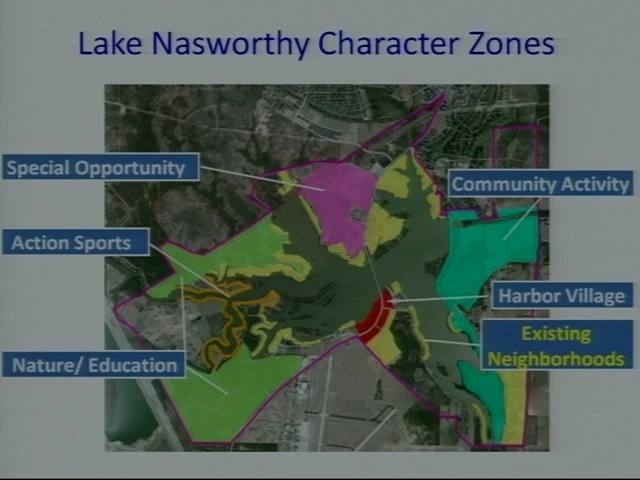 Lake Nasworthy Character Zones
Special Opportunity
Community Activity
Action Sports
Harbor Village
Existing
Neighborhoods
Nature/ Education